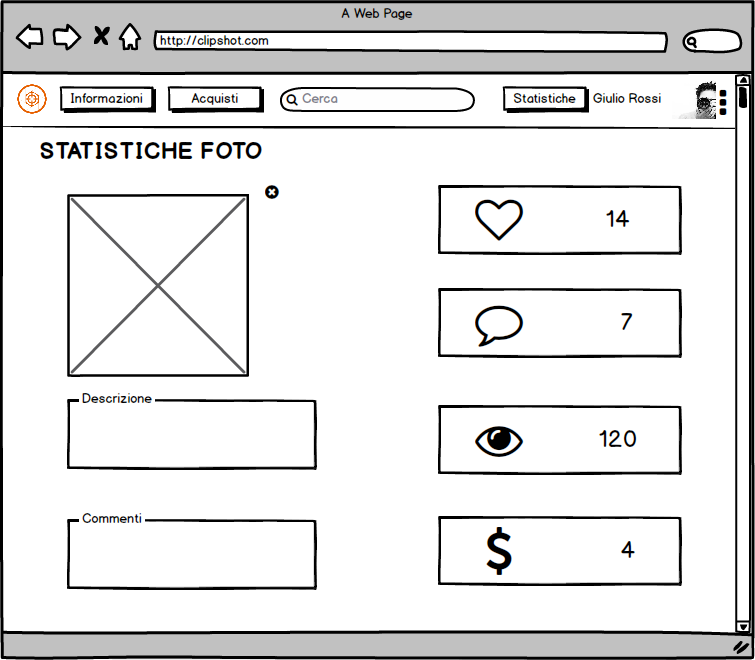 A Web Page
http://clipshot.com
Informazioni
Acquisti
Cerca
Statistiche
Giulio Rossi
STATISTICHE FOTO
14
7
Descrizione
120
Commenti
$ 4